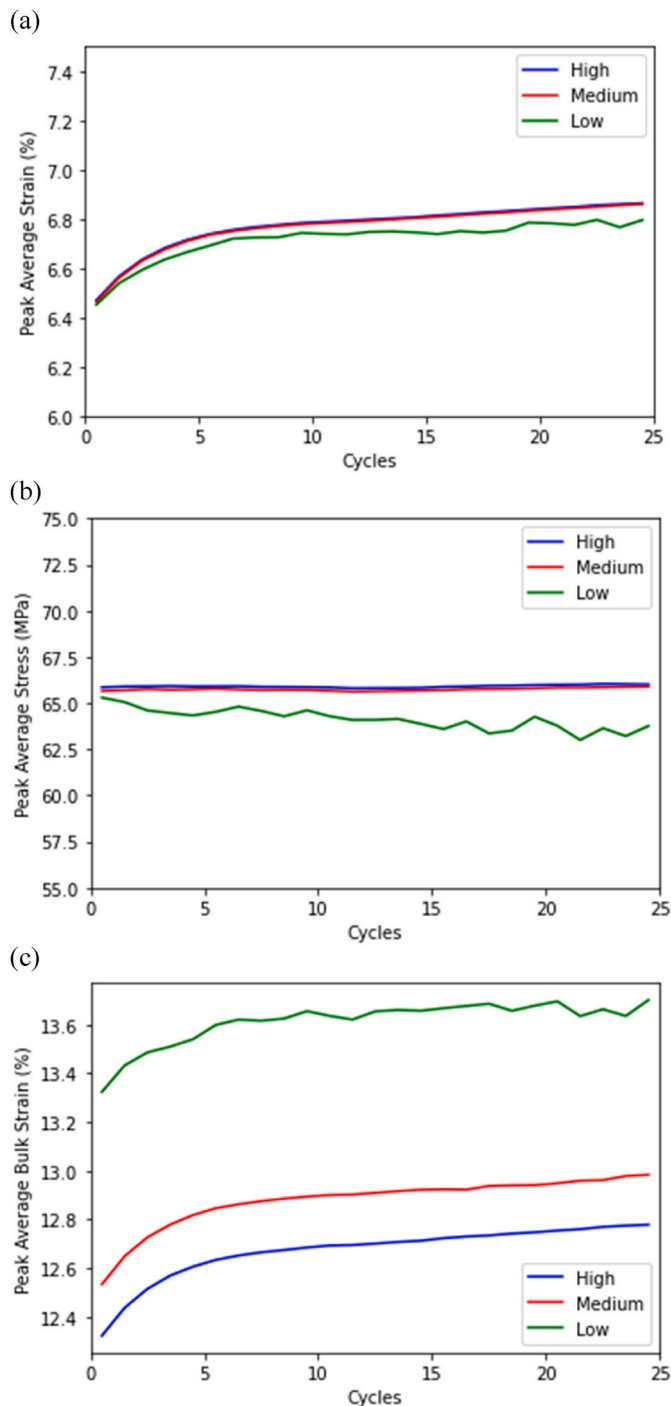 (a)
Peak Average Strain (%)
7.4
7.2
7.0
6.8
6.6
6.4
6.2
6.0
High
Medium
Low
0 5 10 15 20 25
Cycles
(b)
Peak Average Stress (MPa)
75.0
72.5
70.0
67.5
65.0
62.5
60.0
57.5
55.0
High
Medium
Low
0 5 10 15 20 25
Cycles
(c)
Peak Average Bulk Strain (%)
13.6
13.4
13.2
13.0
12.8
12.6
12.4
High
Medium
Low
0 5 10 15 20 25
Cycles